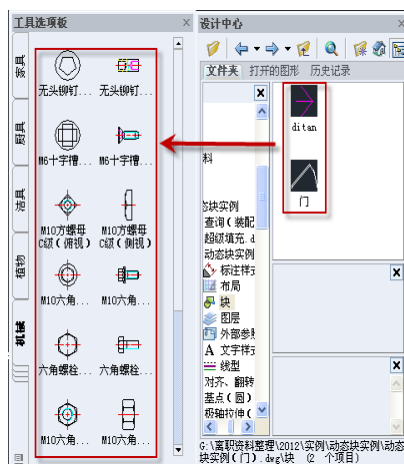 工具选项板
家具
厨具
洁具
植物
机械
无头铆钉... 无头铆钉...
M6十字槽... M6十字槽...
M10方螺母 M10方螺母
C级(俯视) C级(侧视)
M10六角... M10六角...
六角螺栓... 六角螺栓...
M10六角... M10六角...
设计中心
文件夹 打开的图形 历史记录
料
态块实例
查询(装配
超级填充.d
动态块实例
标注样式
布局
块
图层
外部参照
A 文字样式
线型
对齐、翻转
基点(圆)
极轴拉伸(
ditan
门
G:\离职资料整理\2012\实例\动态块实例\动态
块实例(门).dwg\块 (2 个项目)